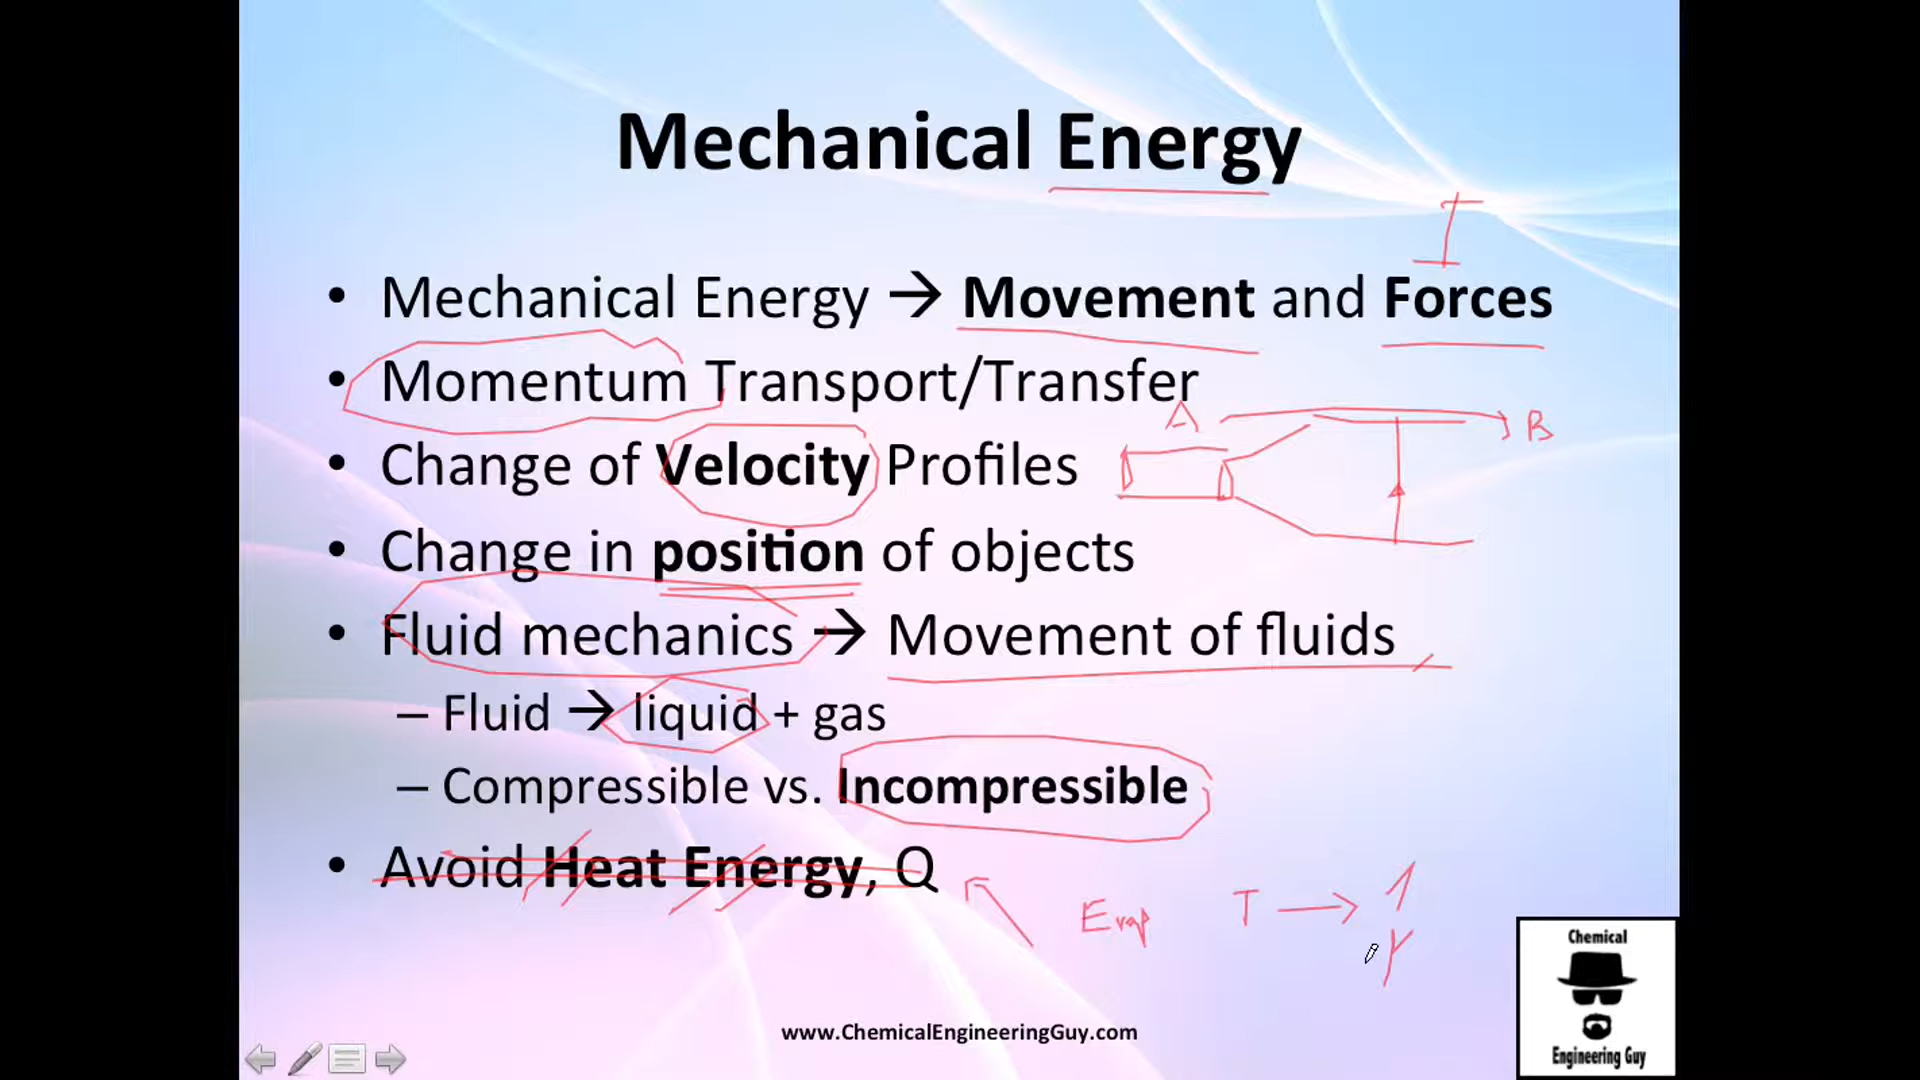 Mechanical Energy
I
• Mechanical Energy → Movement and Forces
• Momentum Transport/Transfer
A → B
• Change of Velocity Profiles
• Change in position of objects
• Fluid mechanics → Movement of fluids
– Fluid → liquid + gas
– Compressible vs. Incompressible
• Avoid Heat Energy, Q
Evap T →
www.ChemicalEngineeringGuy.com
Chemical
Engineering Guy